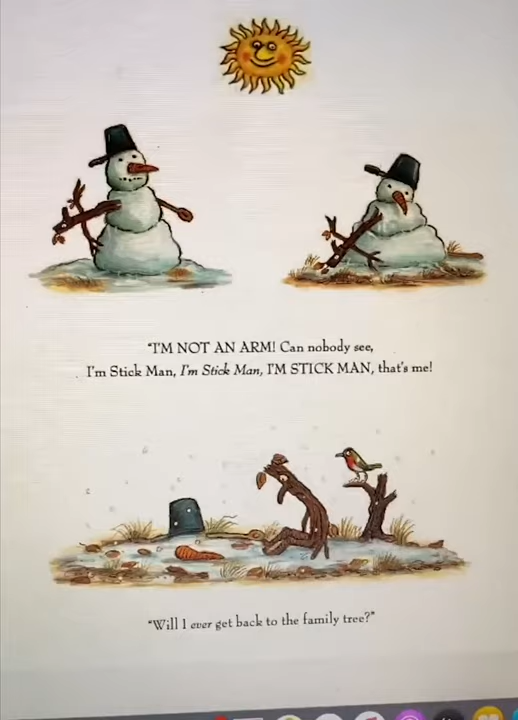 "I'M NOT AN ARM! Can nobody see,
I'm Stick Man, I'm Stick Man, I'M STICK MAN, that's me!
"Will I ever get back to the family tree?"